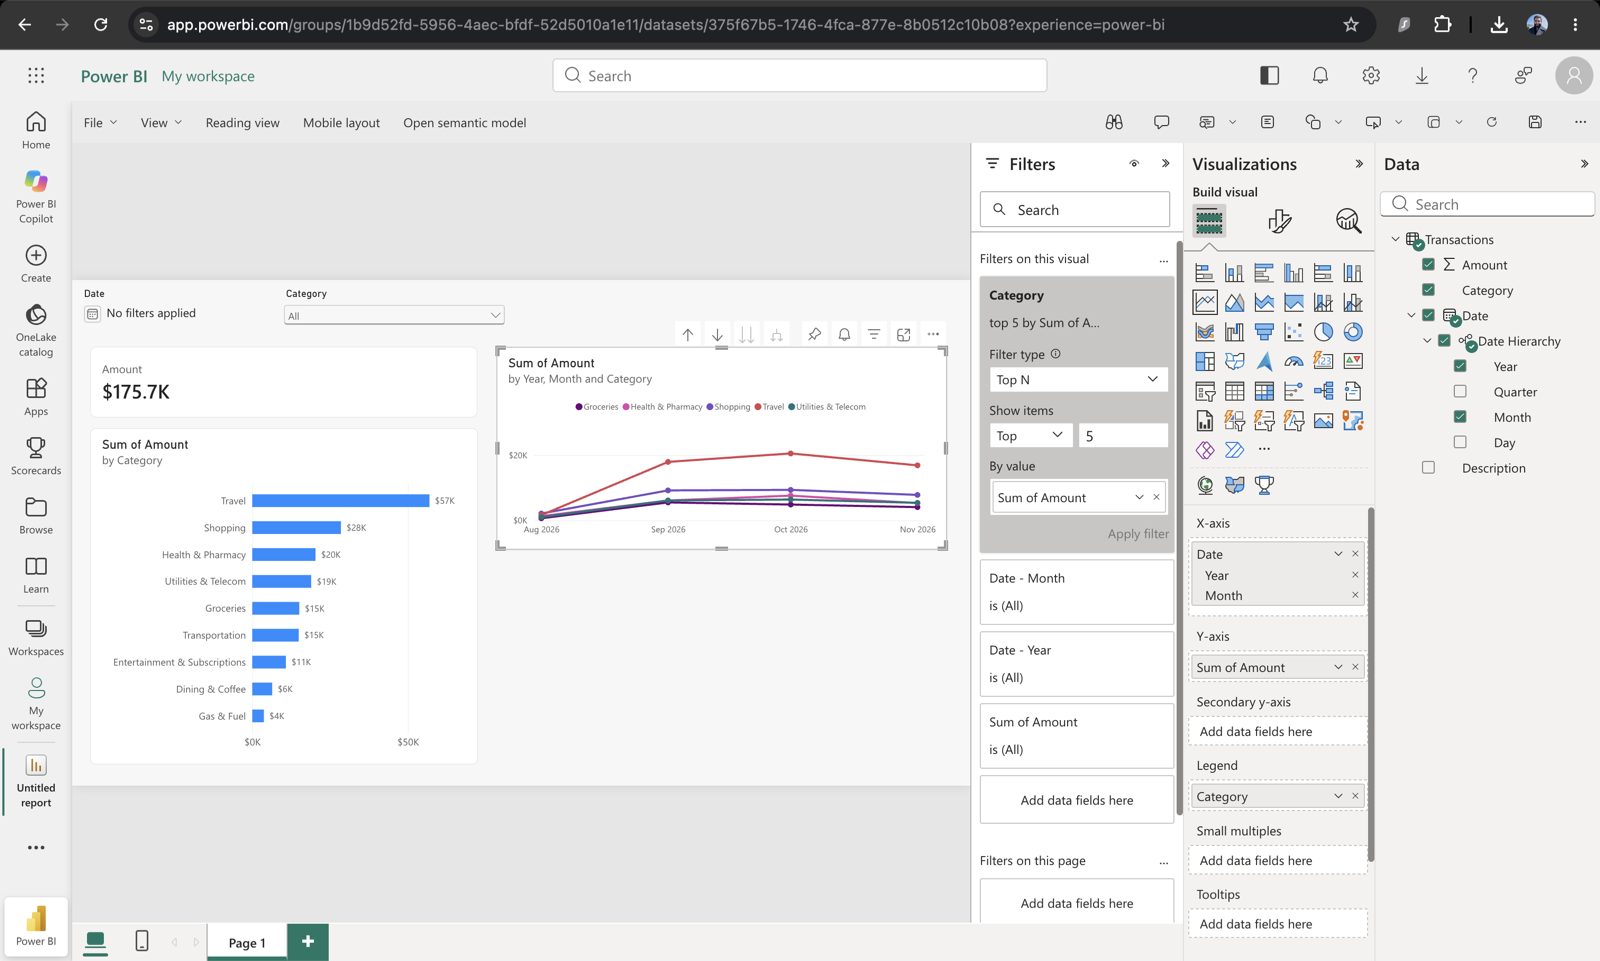 app.powerbi.com/groups/1b9d52fd-5956-4aec-bfdf-52d5010a1e11/datasets/375f67b5-1746-4fca-877e-8b0512c10b08?experience=power-bi
Power BI My workspace
Search
File View Reading view Mobile layout Open semantic model
Home
Power BI
Copilot
Create
OneLake
catalog
Apps
Scorecards
Browse
Learn
Workspaces
My
workspace
Untitled
report
Power BI
Date
No filters applied
Category
All
Amount
$175.7K
Sum of Amount
by Category
Travel $57K
Shopping $28K
Health & Pharmacy $20K
Utilities & Telecom $19K
Groceries $15K
Transportation $15K
Entertainment & Subscriptions $11K
Dining & Coffee $6K
Gas & Fuel $4K
$0K $50K
Sum of Amount
by Year, Month and Category
Groceries Health & Pharmacy Shopping Travel Utilities & Telecom
$20K
$0K
Aug 2026 Sep 2026 Oct 2026 Nov 2026
Page 1
Filters
Search
Filters on this visual
Category
top 5 by Sum of A...
Filter type
Top N
Show items
Top 5
By value
Sum of Amount
Apply filter
Date - Month
is (All)
Date - Year
is (All)
Sum of Amount
is (All)
Add data fields here
Filters on this page
Add data fields here
Visualizations
Build visual
123
X-axis
Date
Year
Month
Y-axis
Sum of Amount
Secondary y-axis
Add data fields here
Legend
Category
Small multiples
Add data fields here
Tooltips
Add data fields here
Data
Search
Transactions
Amount
Category
Date
Date Hierarchy
Year
Quarter
Month
Day
Description